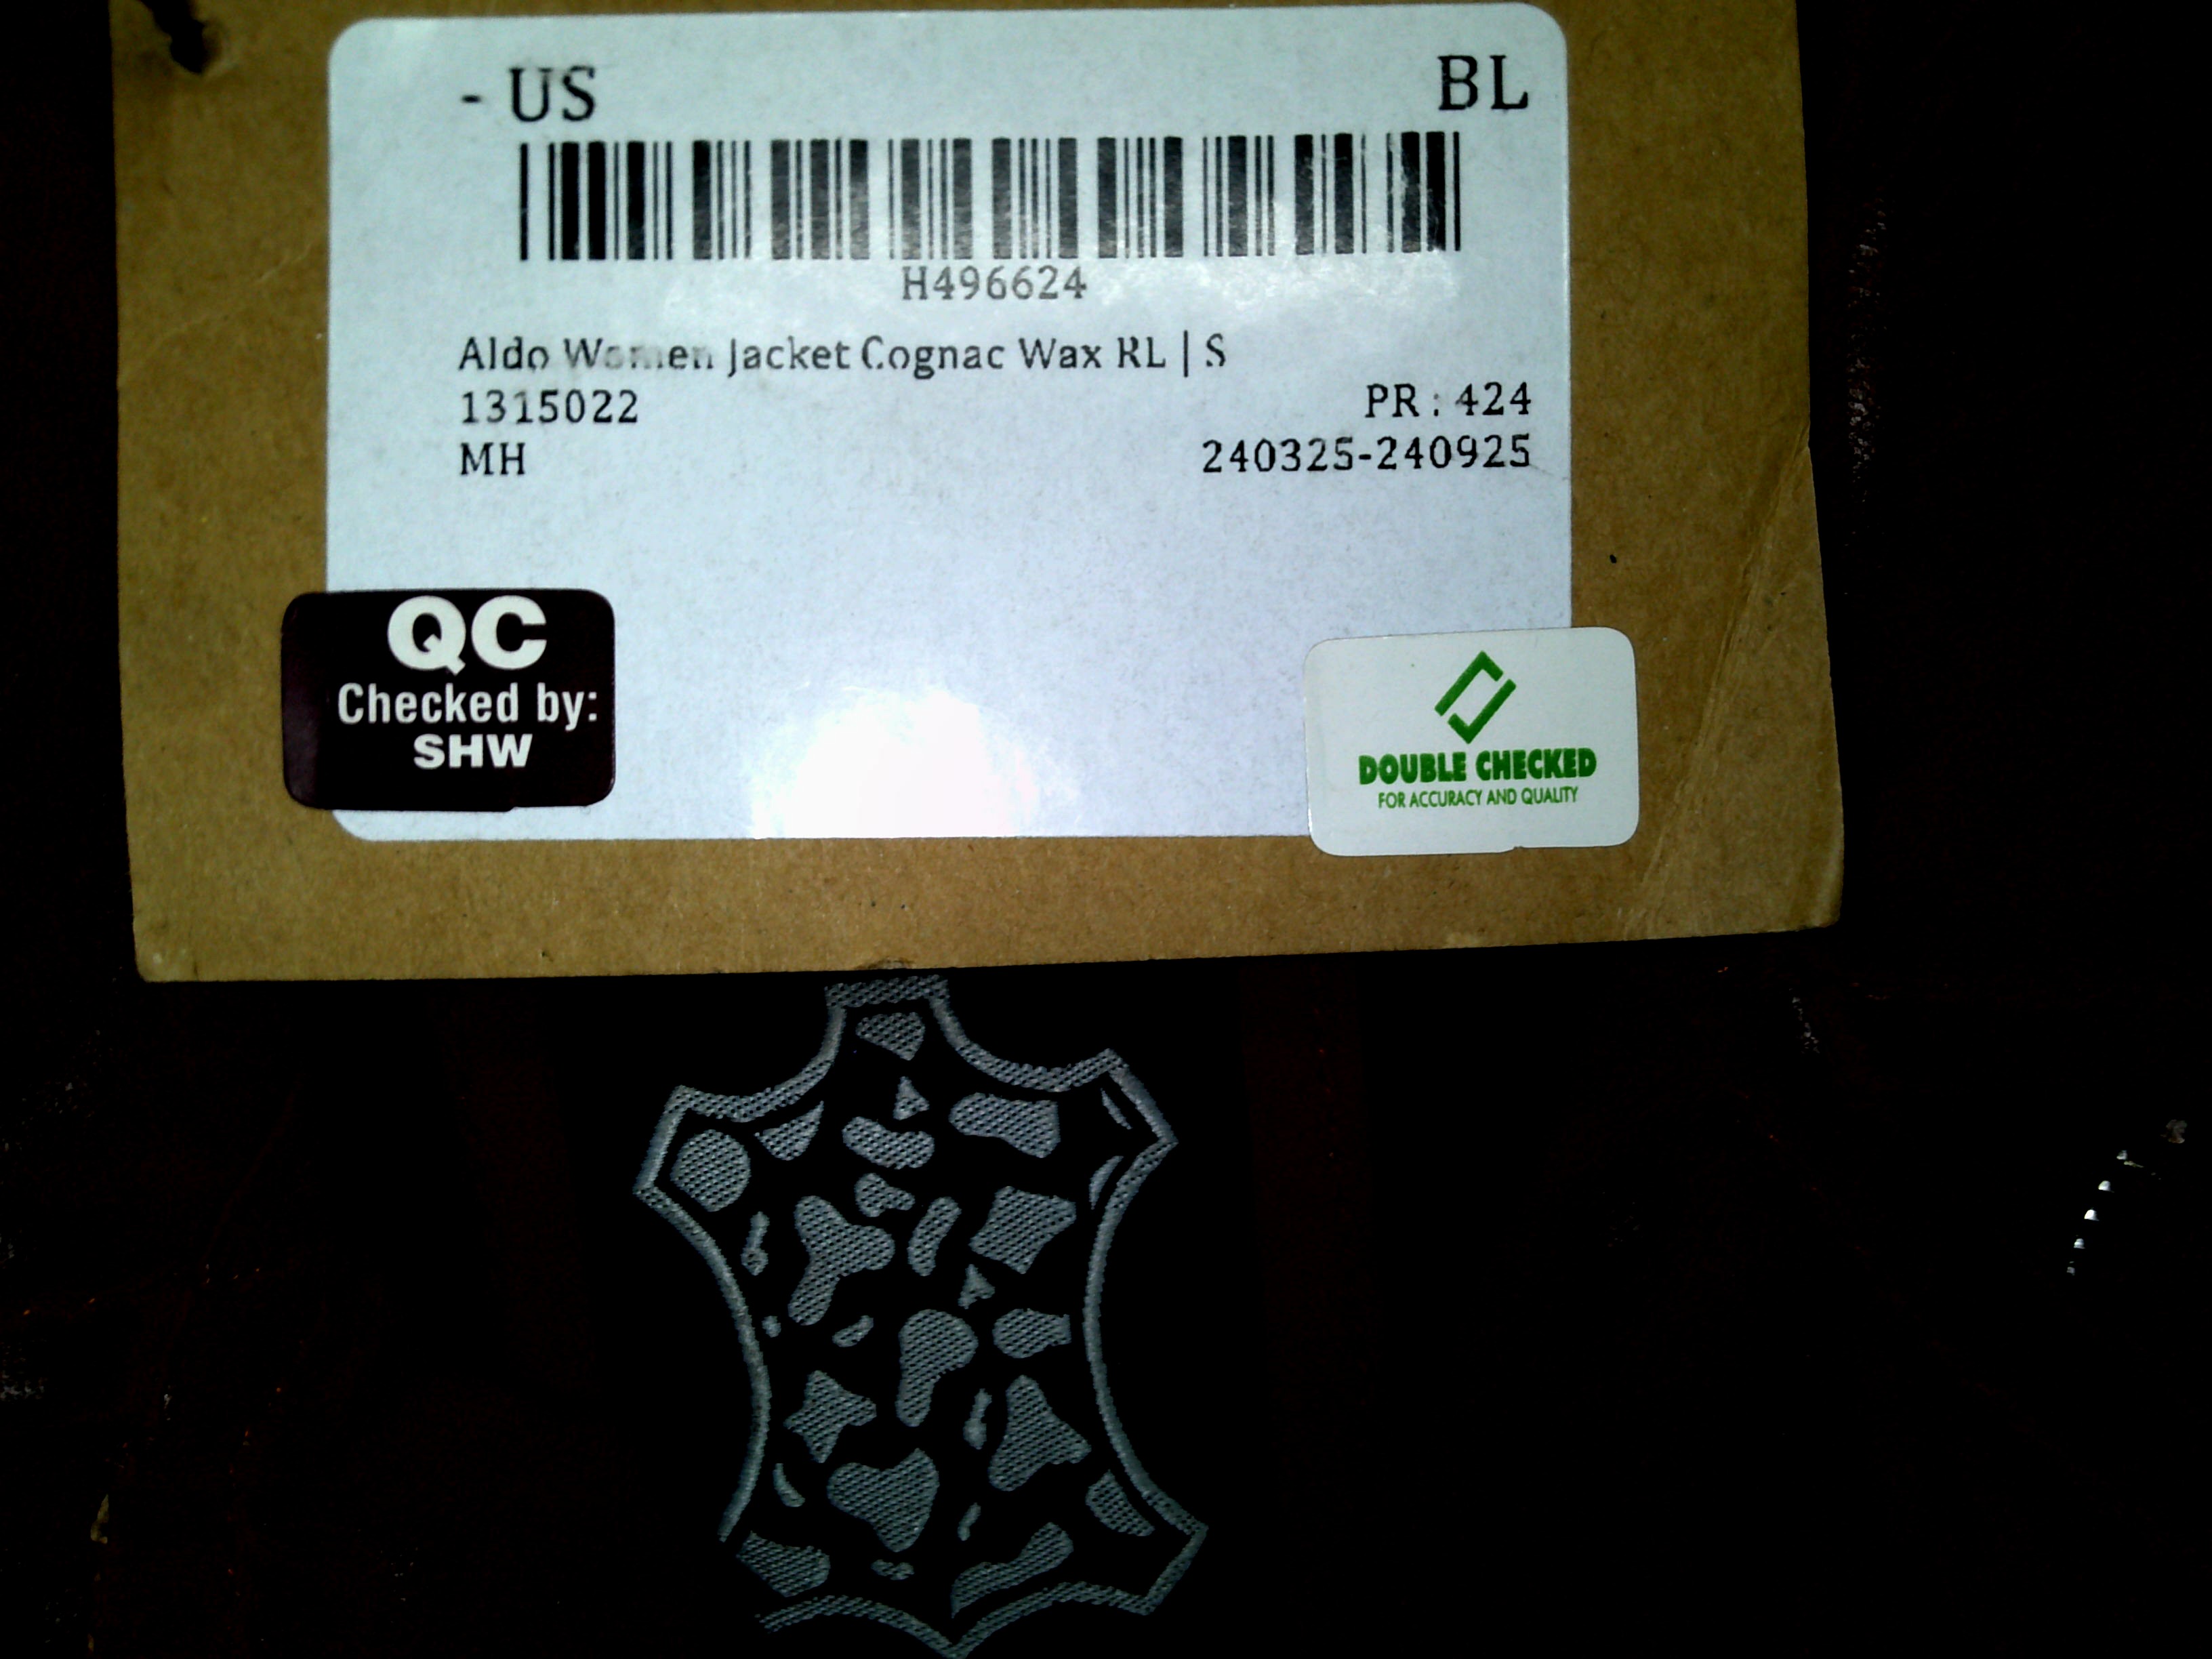 - US BL
H496624
Aldo Women Jacket Cognac Wax RL | S
1315022 PR : 424
MH 240325-240925
QC
Checked by:
SHW
DOUBLE CHECKED
FOR ACCURACY AND QUALITY